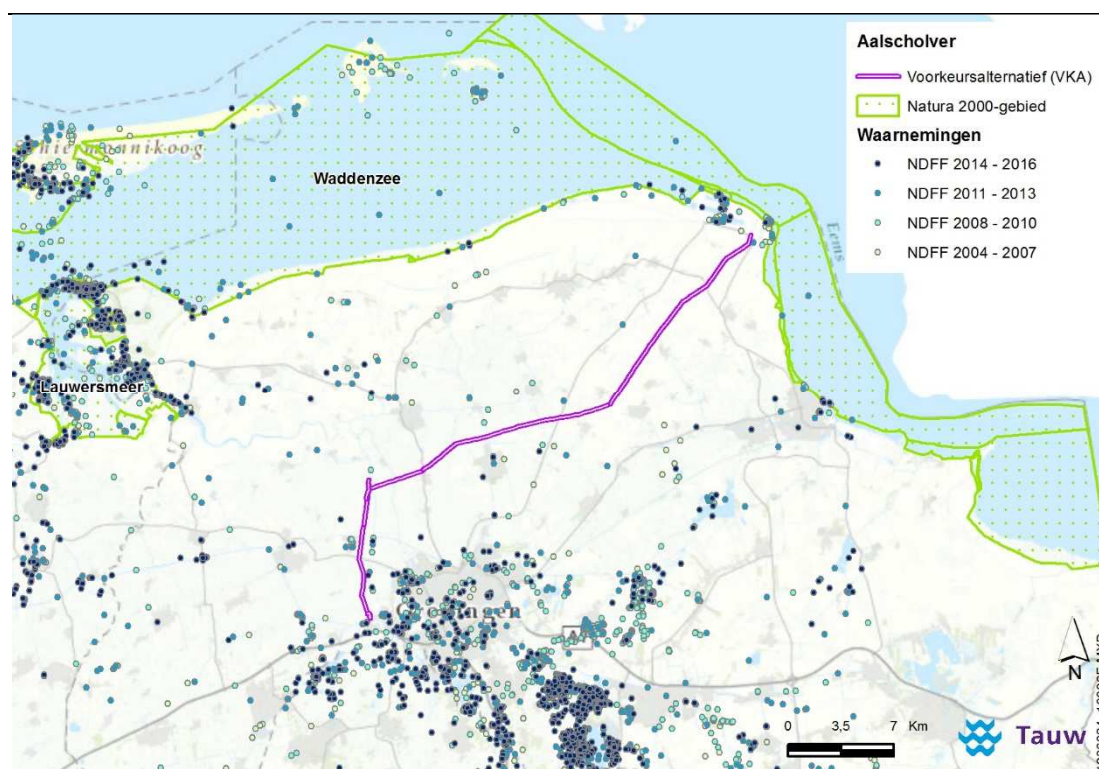 Aalscholver
Voorkeursalternatief (VKA)
Natura 2000-gebied
Waarnemingen
NDFF 2014 - 2016
NDFF 2011 - 2013
NDFF 2008 - 2010
NDFF 2004 - 2007
Waddenzee
Eems
Lauwersmeer
Groningen
N
0 3,5 7 Km
Tauw